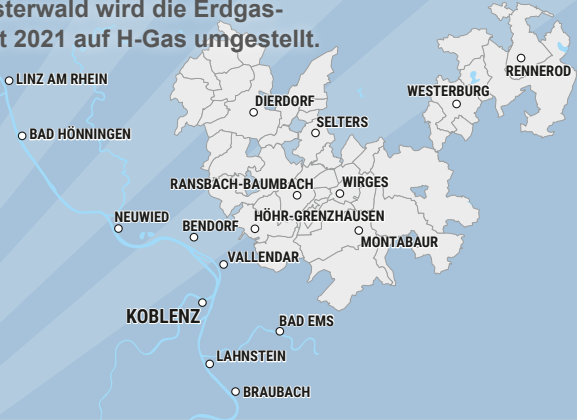 sterwald wird die Erdgas-
t 2021 auf H-Gas umgestellt.
LINZ AM RHEIN
RENNEROD
WESTERBURG
DIERDORF
SELTERS
BAD HÖNNINGEN
RANSBACH-BAUMBACH
WIRGES
NEUWIED
BENDORF
HÖHR-GRENZHAUSEN
MONTABAUR
VALLENDAR
KOBLENZ
BAD EMS
LAHNSTEIN
BRAUBACH